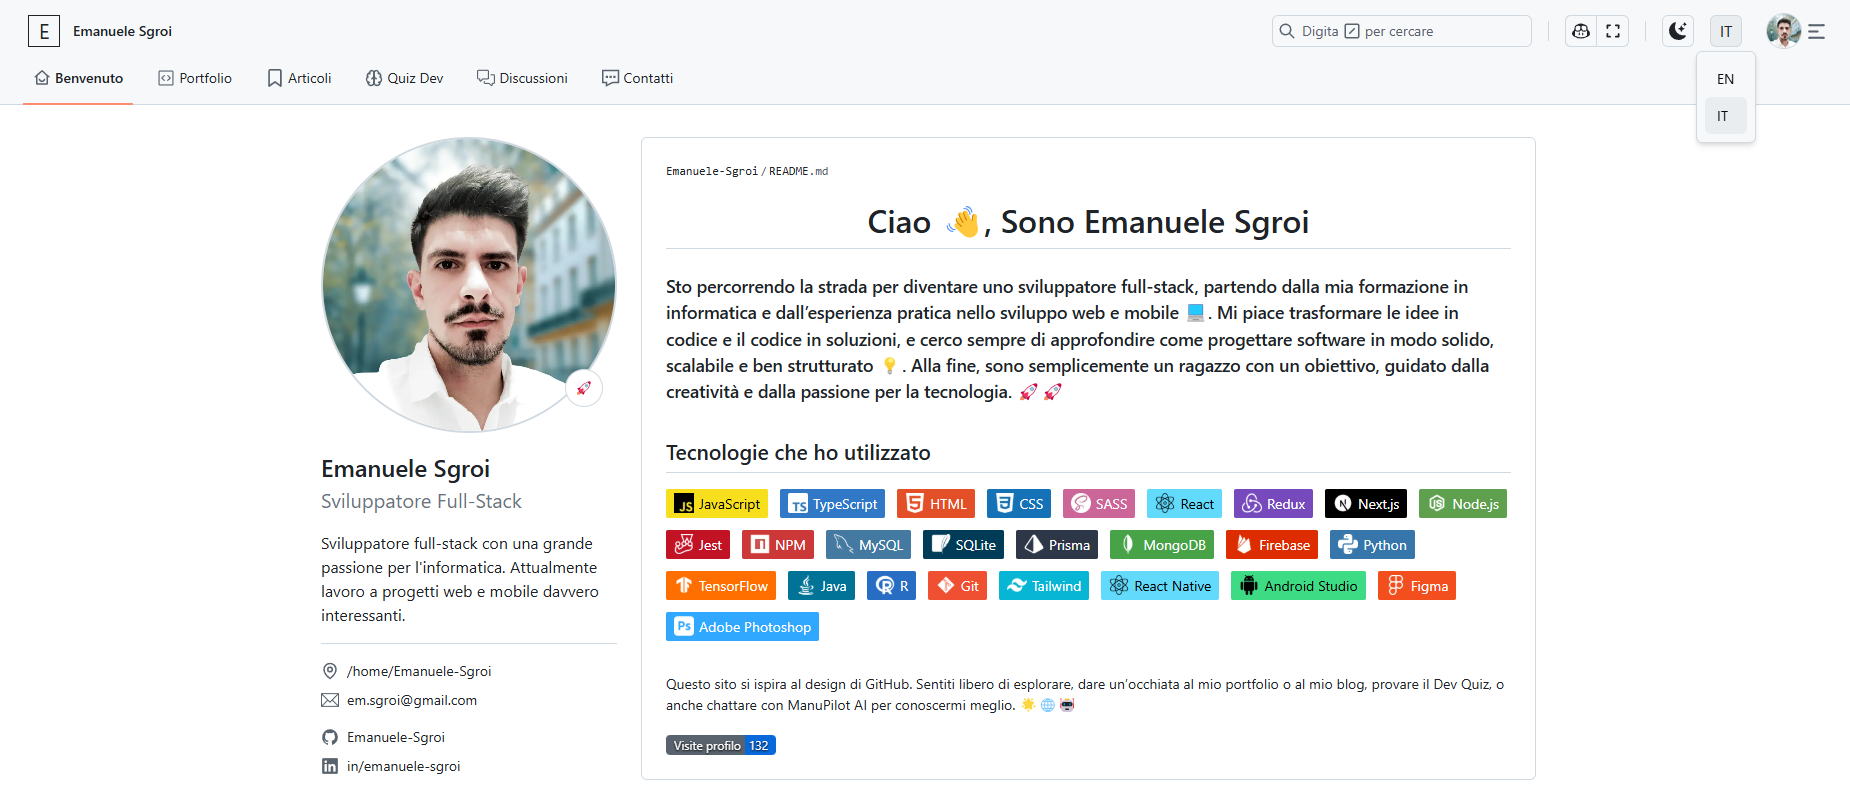 E Emanuele Sgroi
Digita / per cercare
IT
Benvenuto Portfolio Articoli Quiz Dev Discussioni Contatti
EN
IT
Emanuele-Sgroi / README.md
Ciao 👋, Sono Emanuele Sgroi
Sto percorrendo la strada per diventare uno sviluppatore full-stack, partendo dalla mia formazione in
informatica e dall’esperienza pratica nello sviluppo web e mobile 💻. Mi piace trasformare le idee in
codice e il codice in soluzioni, e cerco sempre di approfondire come progettare software in modo solido,
scalabile e ben strutturato 💡. Alla fine, sono semplicemente un ragazzo con un obiettivo, guidato dalla
creatività e dalla passione per la tecnologia. 🚀 🚀
Tecnologie che ho utilizzato
JS JavaScript TS TypeScript HTML CSS SASS React Redux Next.js Node.js
Jest NPM MySQL SQLite Prisma MongoDB Firebase Python
TensorFlow Java R Git Tailwind React Native Android Studio Figma
Ps Adobe Photoshop
Questo sito si ispira al design di GitHub. Sentiti libero di esplorare, dare un’occhiata al mio portfolio o al mio blog, provare il Dev Quiz, o
anche chattare con ManuPilot AI per conoscermi meglio. 🌟 🌐 🤖
Visite profilo 132
Emanuele Sgroi
Sviluppatore Full-Stack
Sviluppatore full-stack con una grande
passione per l'informatica. Attualmente
lavoro a progetti web e mobile davvero
interessanti.
/home/Emanuele-Sgroi
em.sgroi@gmail.com
Emanuele-Sgroi
in/emanuele-sgroi